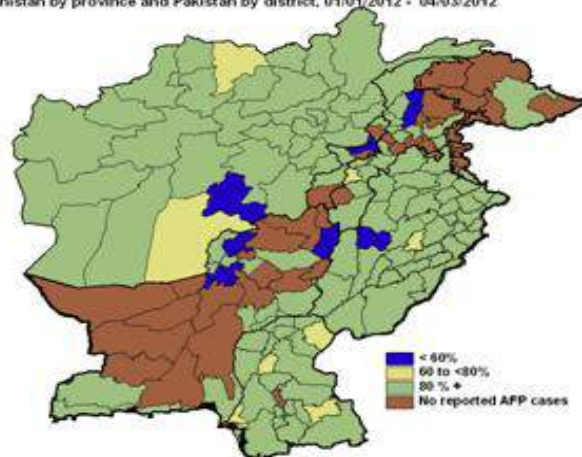 by province and Pakistan by district, 01/01/2012 - 04/03/2012
< 60%
60 to <80%
80 % +
No reported AFP cases